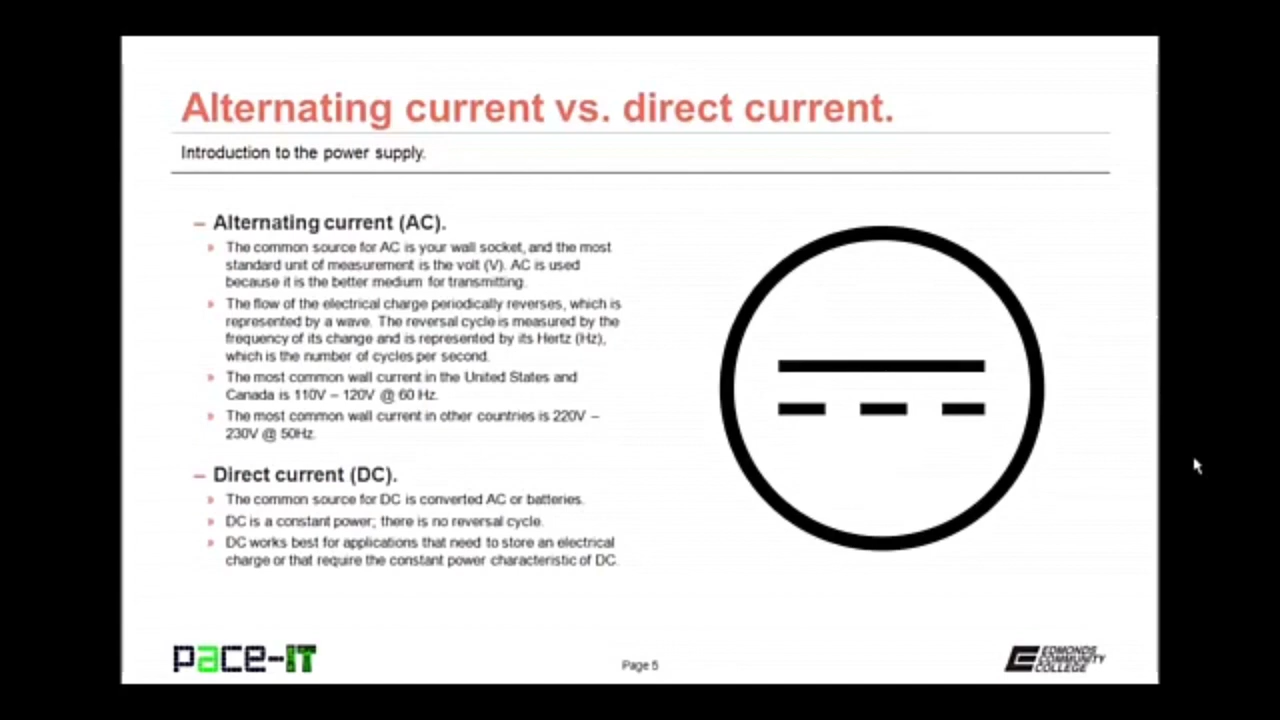 Alternating current vs. direct current.
Introduction to the power supply.
– Alternating current (AC).
» The common source for AC is your wall socket, and the most
standard unit of measurement is the volt (V). AC is used
because it is the better medium for transmitting.
» The flow of the electrical charge periodically reverses, which is
represented by a wave. The reversal cycle is measured by the
frequency of its change and is represented by its Hertz (Hz),
which is the number of cycles per second.
» The most common wall current in the United States and
Canada is 110V – 120V @ 60 Hz.
» The most common wall current in other countries is 220V –
230V @ 50Hz.
– Direct current (DC).
» The common source for DC is converted AC or batteries.
» DC is a constant power; there is no reversal cycle.
» DC works best for applications that need to store an electrical
charge or that require the constant power characteristic of DC.
pace-IT
Page 5
EDMONDS
COMMUNITY
COLLEGE